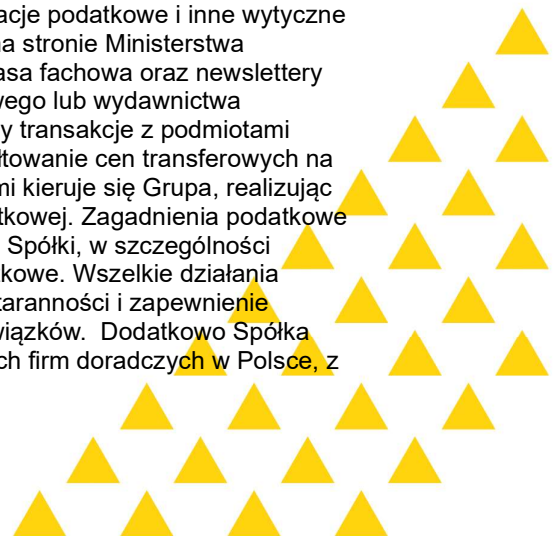 acje podatkowe i inne wytyczne
na stronie Ministerstwa
asa fachowa oraz newslettery
wego lub wydawnictwa
y transakcje z podmiotami
łtowanie cen transferowych na
mi kieruje się Grupa, realizując
tkowej. Zagadnienia podatkowe
Spółki, w szczególności
kowe. Wszelkie działania
taranności i zapewnienie
wiązków. Dodatkowo Spółka
ch firm doradczych w Polsce, z